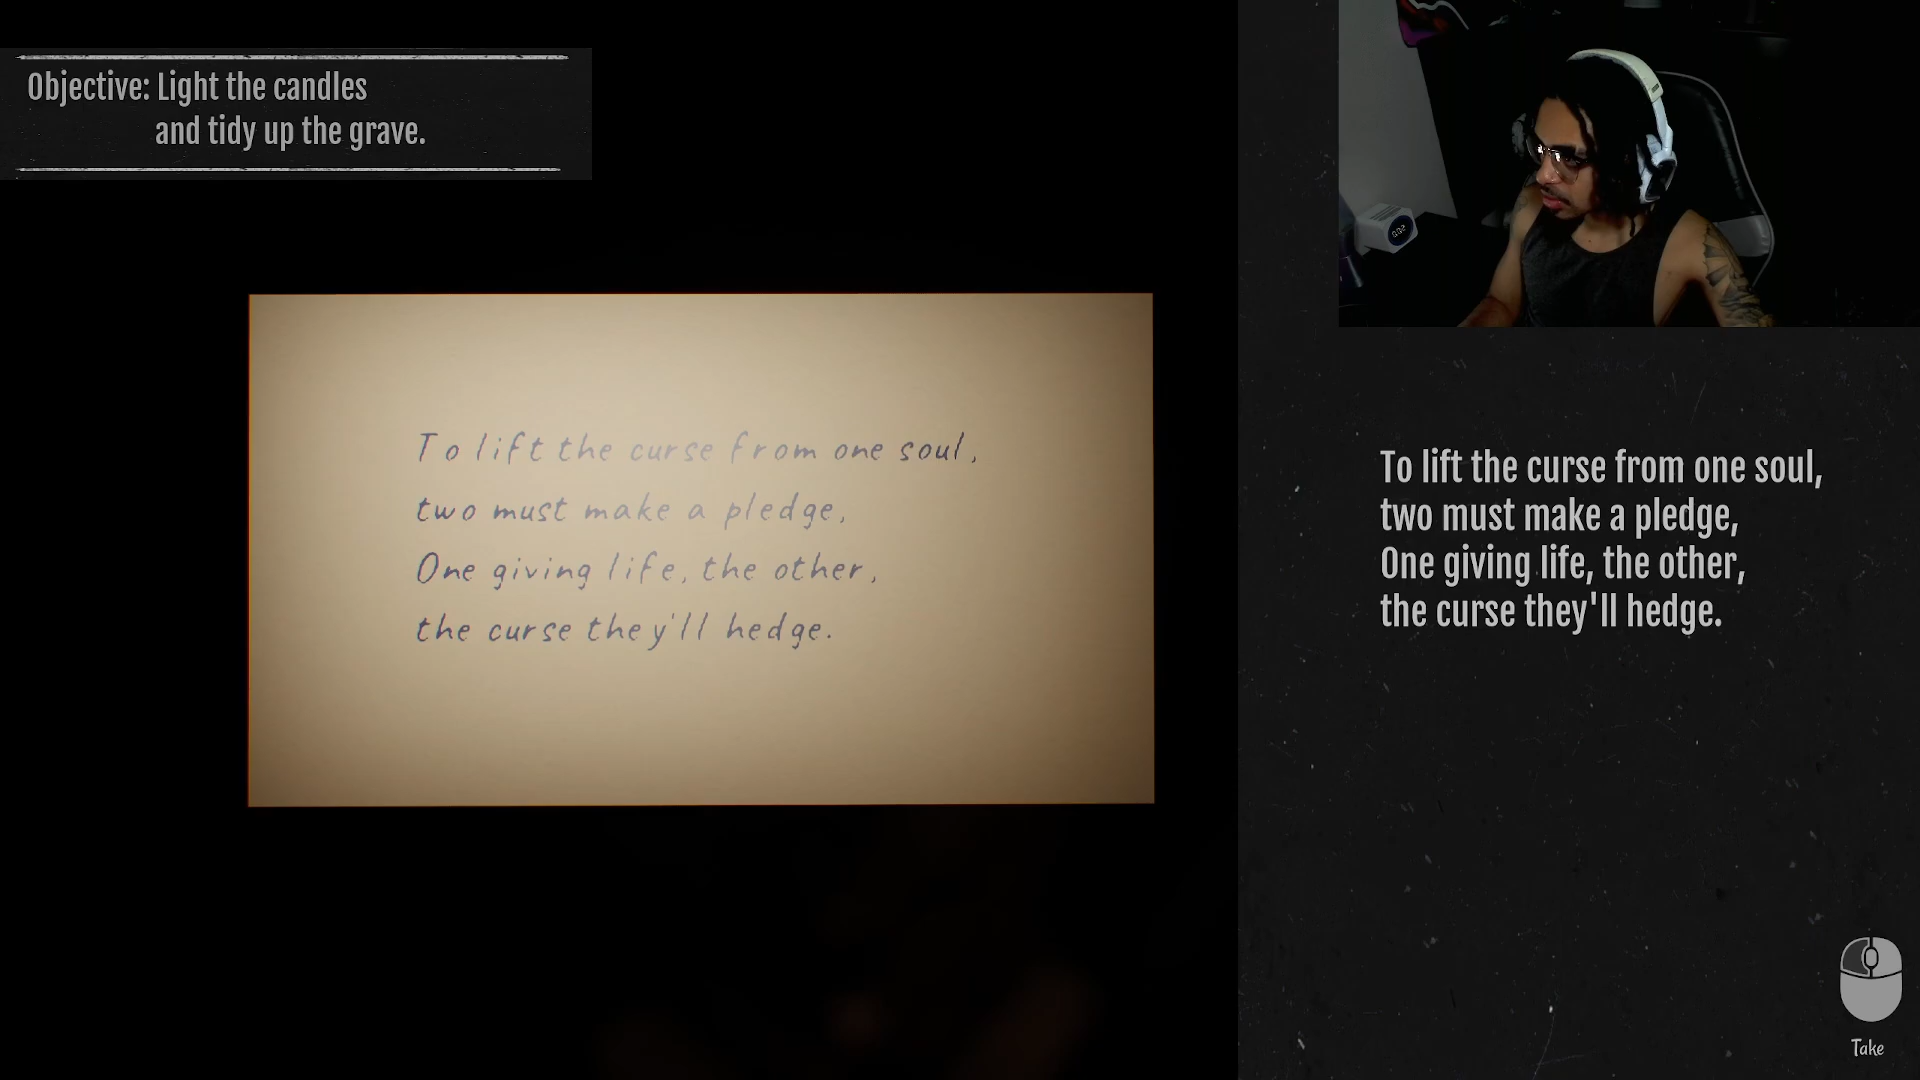 Objective: Light the candles
and tidy up the grave.
To lift the curse from one soul,
two must make a pledge,
One giving life, the other,
the curse they'll hedge.
To lift the curse from one soul,
two must make a pledge,
One giving life, the other,
the curse they'll hedge.
Take